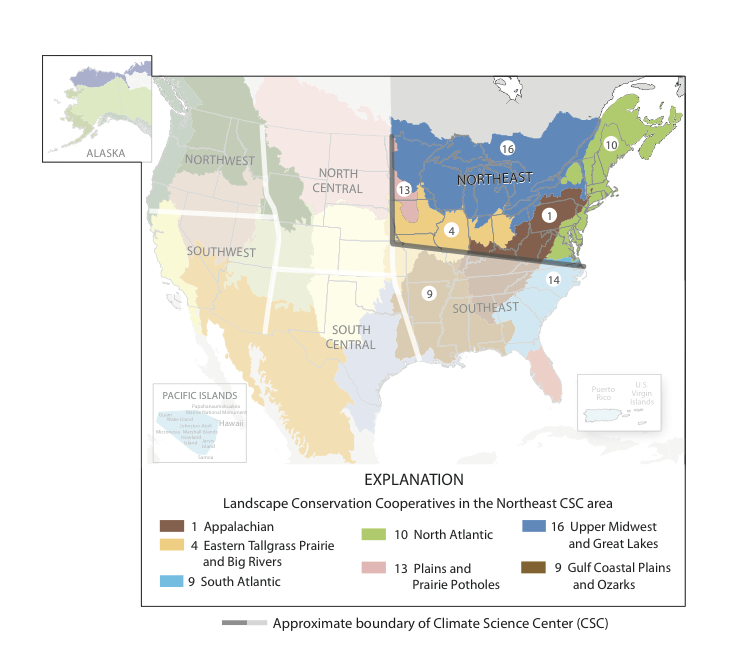 ALASKA
NORTHWEST
NORTH
CENTRAL
16
NORTHEAST
10
13
1
4
SOUTHWEST
9
14
SOUTHEAST
SOUTH
CENTRAL
PACIFIC ISLANDS
Hawaii
Samoa
Puerto
Rico
U.S.
Virgin
Islands
EXPLANATION
Landscape Conservation Cooperatives in the Northeast CSC area
1 Appalachian
4 Eastern Tallgrass Prairie
and Big Rivers
9 South Atlantic
10 North Atlantic
13 Plains and
Prairie Potholes
16 Upper Midwest
and Great Lakes
9 Gulf Coastal Plains
and Ozarks
Approximate boundary of Climate Science Center (CSC)